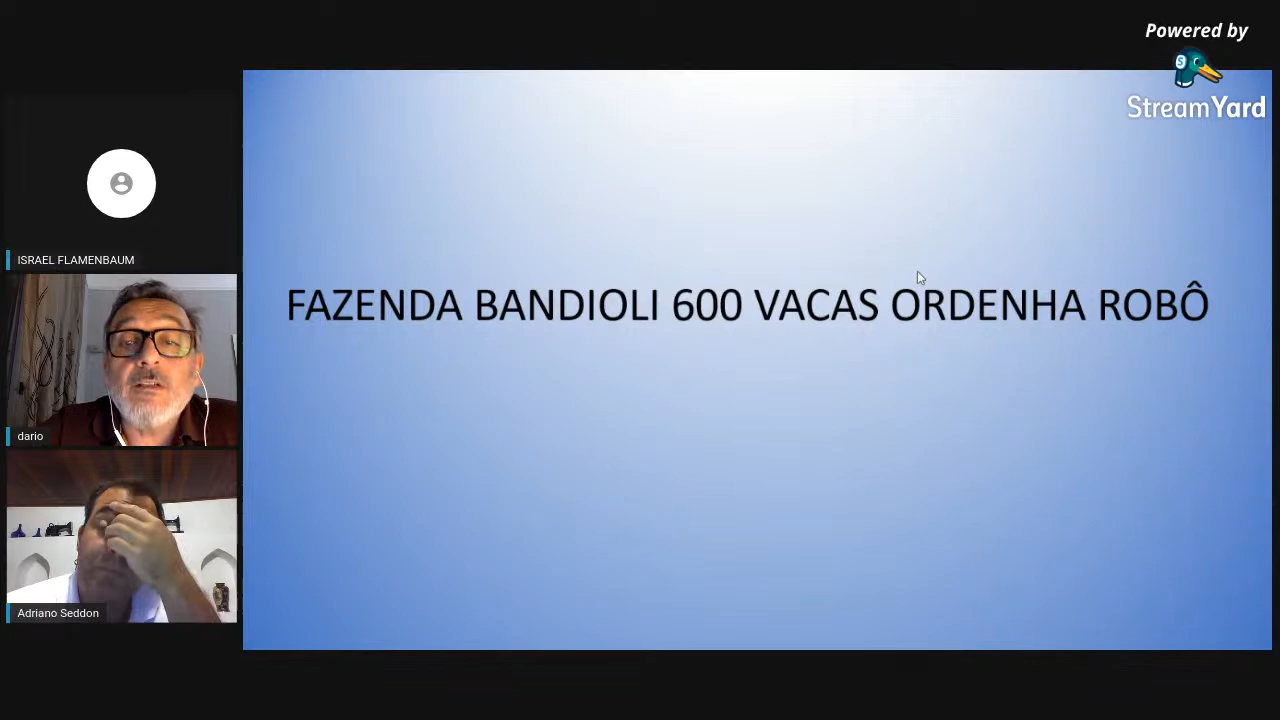 Powered by
StreamYard
ISRAEL FLAMENBAUM
dario
Adriano Seddon
FAZENDA BANDIOLI 600 VACAS ORDENHA ROBÔ